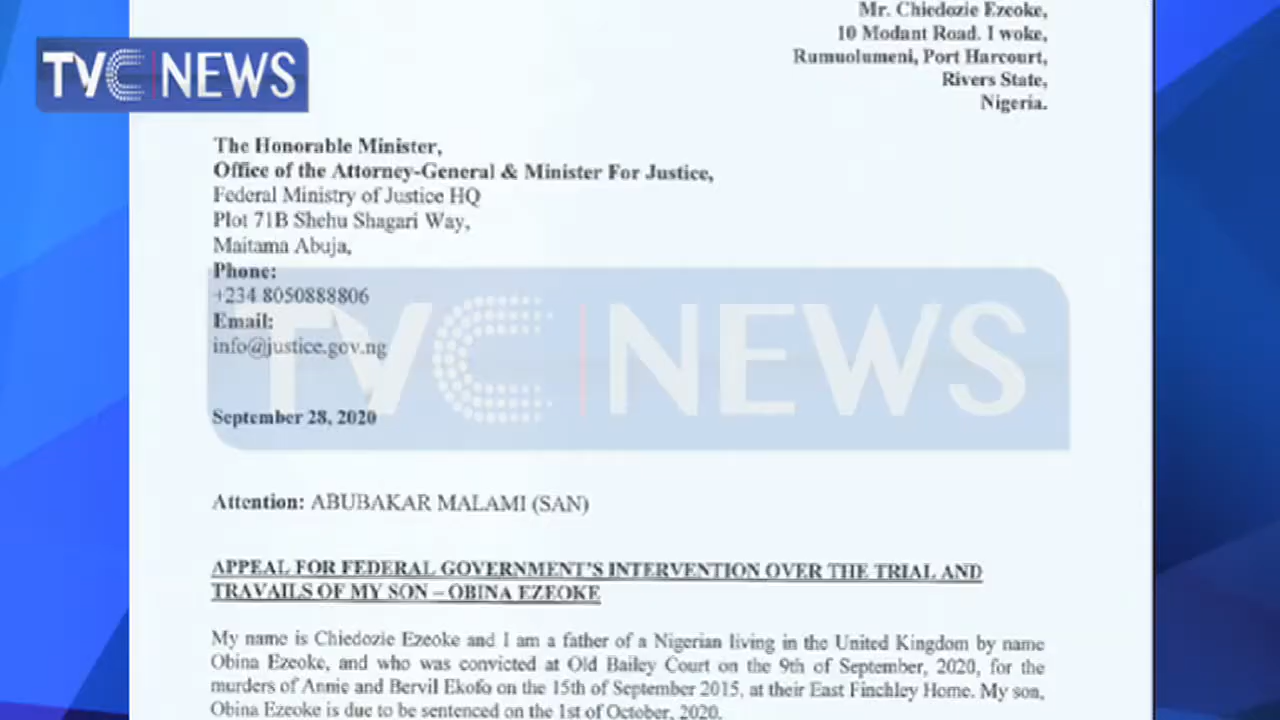 TVC NEWS
Mr. Chiedozie Ezeoke,
10 Modant Road. I woke,
Rumuolumeni, Port Harcourt,
Rivers State,
Nigeria.
The Honorable Minister,
Office of the Attorney-General & Minister For Justice,
Federal Ministry of Justice HQ
Plot 71B Shehu Shagari Way,
Maitama Abuja,
Phone:
+234 8050888806
Email:
info@justice.gov.ng
TVC NEWS
September 28, 2020
Attention: ABUBAKAR MALAMI (SAN)
APPEAL FOR FEDERAL GOVERNMENT'S INTERVENTION OVER THE TRIAL AND
TRAVAILS OF MY SON – OBINA EZEOKE
My name is Chiedozie Ezeoke and I am a father of a Nigerian living in the United Kingdom by name
Obina Ezeoke, and who was convicted at Old Bailey Court on the 9th of September, 2020, for the
murders of Annie and Bervil Ekofo on the 15th of September 2015, at their East Finchley Home. My son,
Obina Ezeoke is due to be sentenced on the 1st of October, 2020.